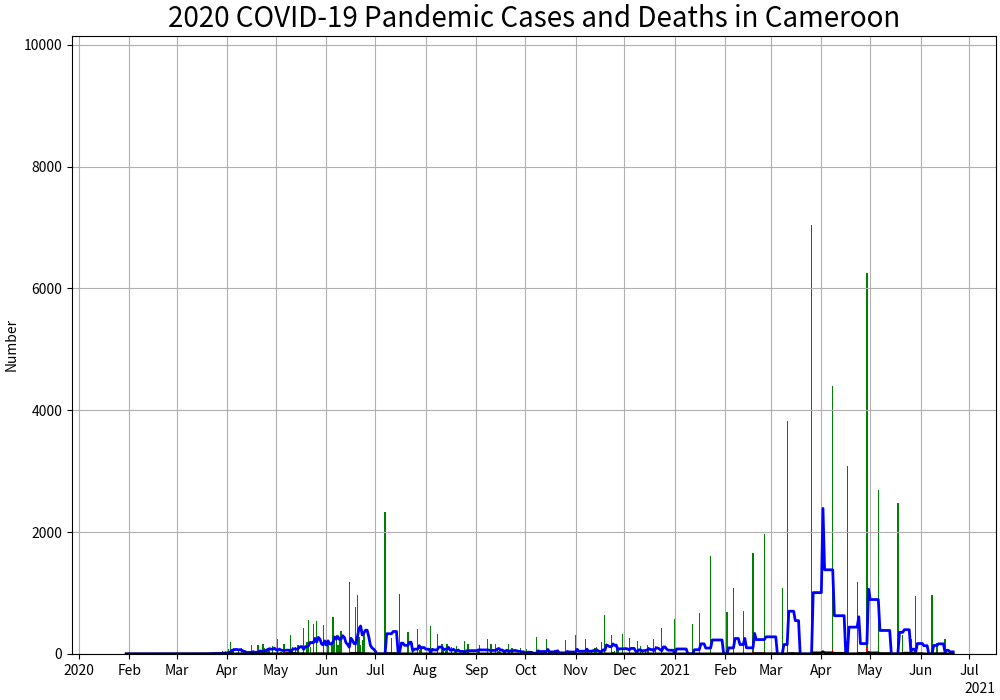 2020 COVID-19 Pandemic Cases and Deaths in Cameroon
10000
8000
6000
4000
2000
0
Number
2020 Feb Mar Apr May Jun Jul Aug Sep Oct Nov Dec 2021 Feb Mar Apr May Jun Jul
2021